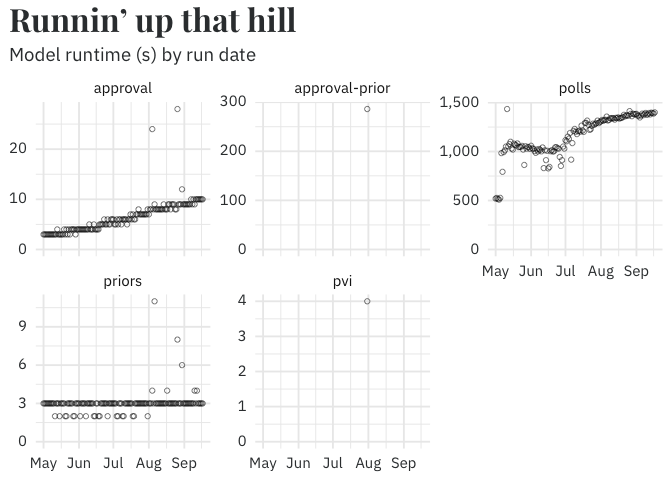 Runnin’ up that hill
Model runtime (s) by run date
approval
20
10
0
approval-prior
300
200
100
0
polls
1,500
1,000
500
0
May Jun Jul Aug Sep
priors
9
6
3
0
May Jun Jul Aug Sep
pvi
4
3
2
1
0
May Jun Jul Aug Sep